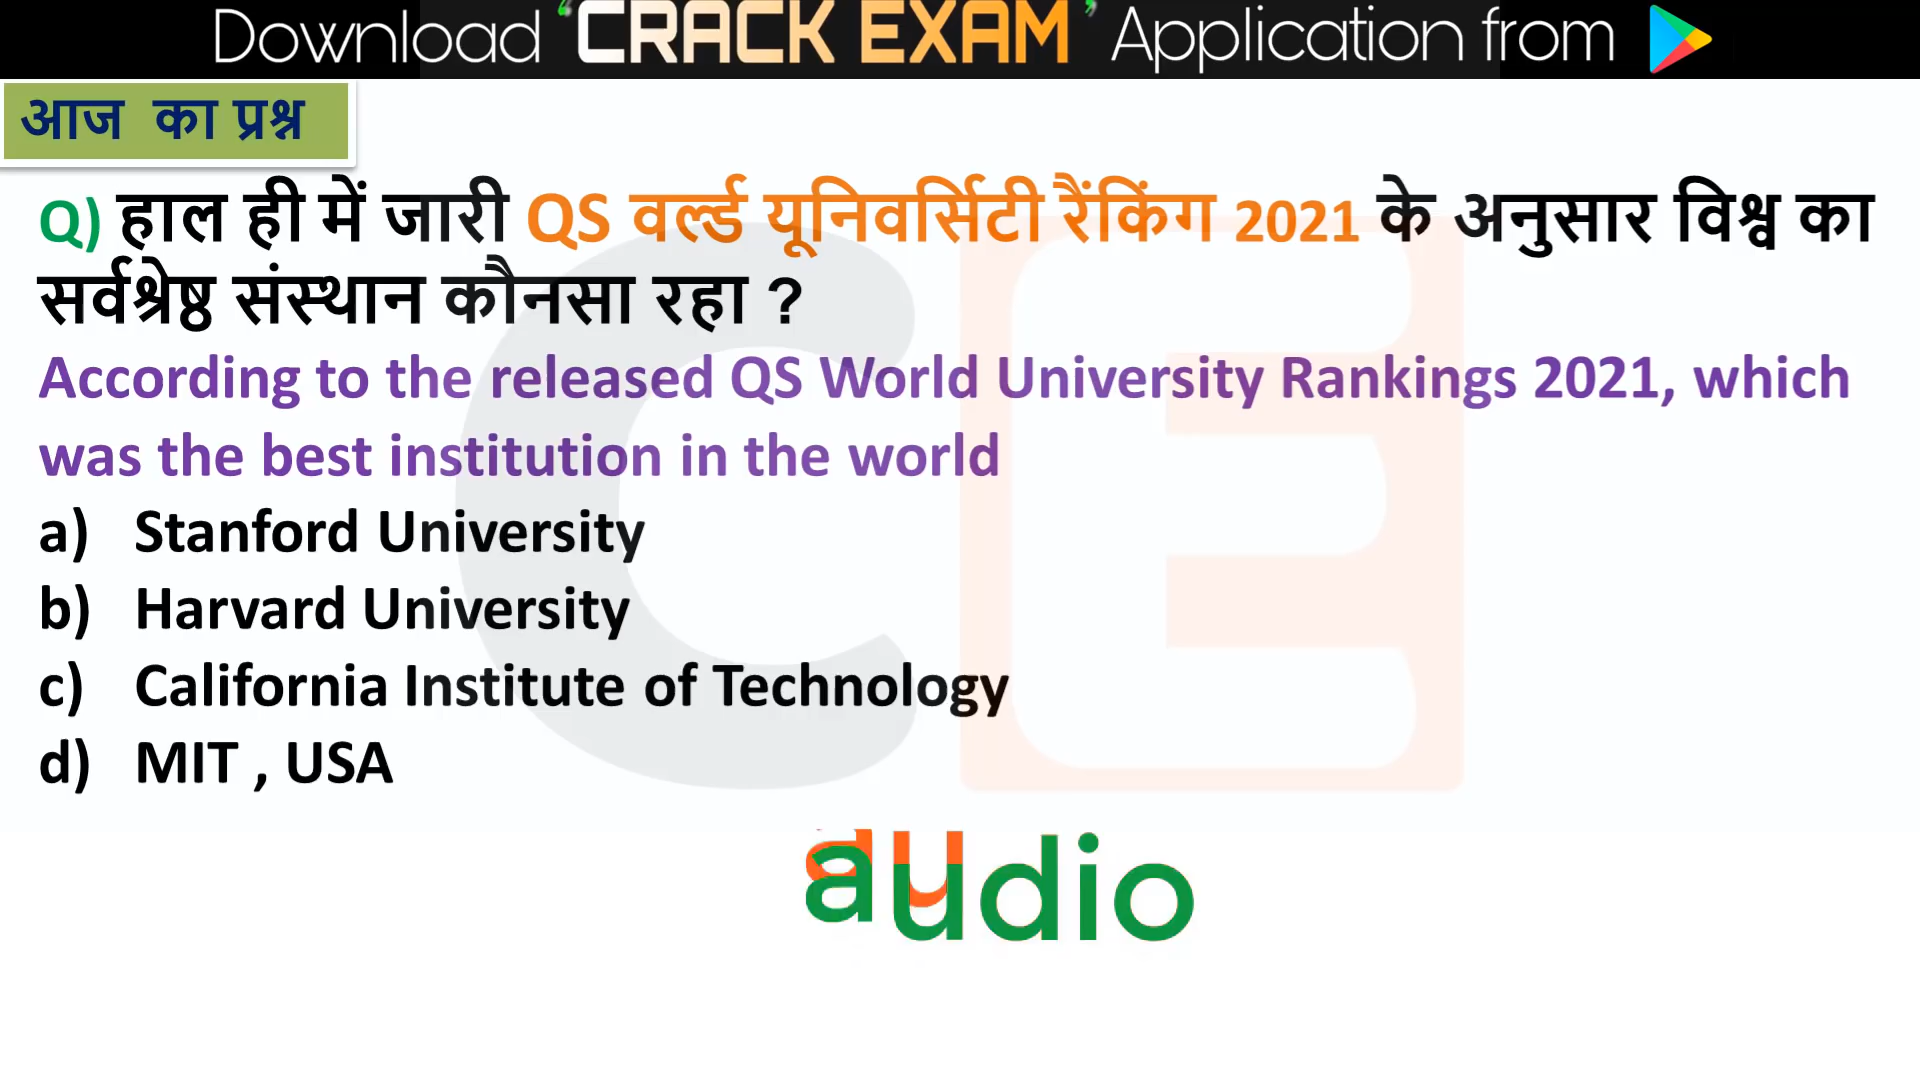 Download ‘CRACK EXAM’ Application from
आज का प्रश्न
Q) हाल ही में जारी QS वर्ल्ड यूनिवर्सिटी रैंकिंग 2021 के अनुसार विश्व का
सर्वश्रेष्ठ संस्थान कौनसा रहा ?
According to the released QS World University Rankings 2021, which
was the best institution in the world
a) Stanford University
b) Harvard University
c) California Institute of Technology
d) MIT , USA
CE
audio